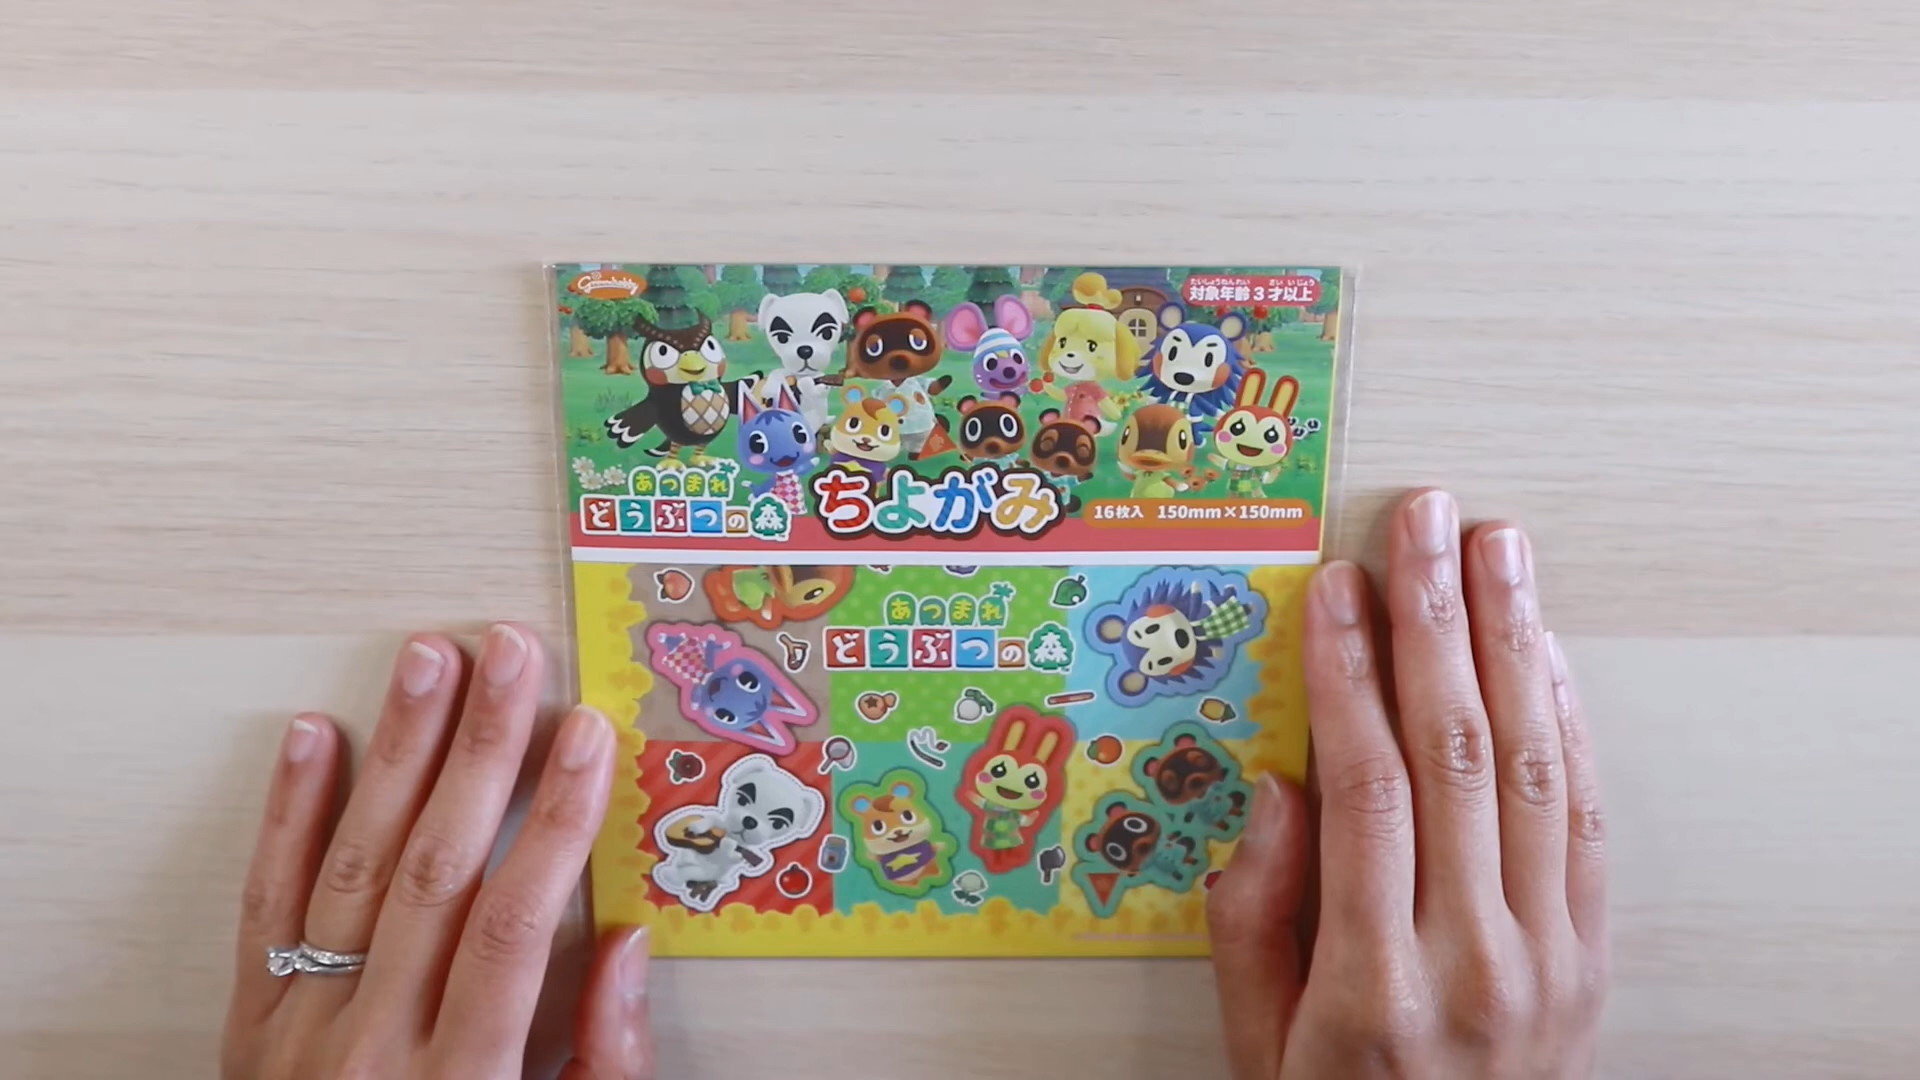 たいしょうねんれい さいいじょう
対象年齢3才以上
あつまれ
どうぶつの森
ちよがみ
16枚入 150mm×150mm
あつまれ
どうぶつの森